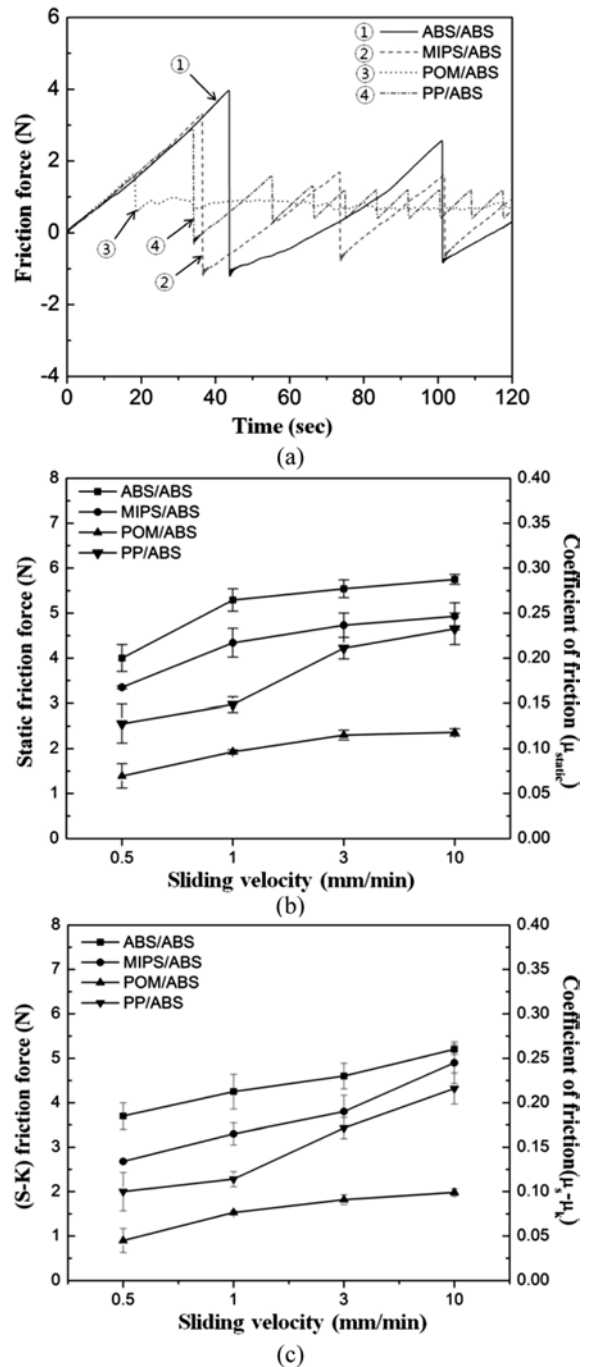 ① ABS/ABS
② MIPS/ABS
③ POM/ABS
④ PP/ABS
6
4
2
0
-2
-4
Friction force (N)
①
③
④
②
0
20
40
60
80
100
120
Time (sec)
(a)
ABS/ABS
MIPS/ABS
POM/ABS
PP/ABS
8
7
6
5
4
3
2
1
0
Static friction force (N)
0.40
0.35
0.30
0.25
0.20
0.15
0.10
0.05
0.00
Coefficient of friction (μstatic)
0.5
1
3
10
Sliding velocity (mm/min)
(b)
ABS/ABS
MIPS/ABS
POM/ABS
PP/ABS
8
7
6
5
4
3
2
1
0
(S-K) friction force (N)
0.40
0.35
0.30
0.25
0.20
0.15
0.10
0.05
0.00
Coefficient of friction(μs-μk)
0.5
1
3
10
Sliding velocity (mm/min)
(c)